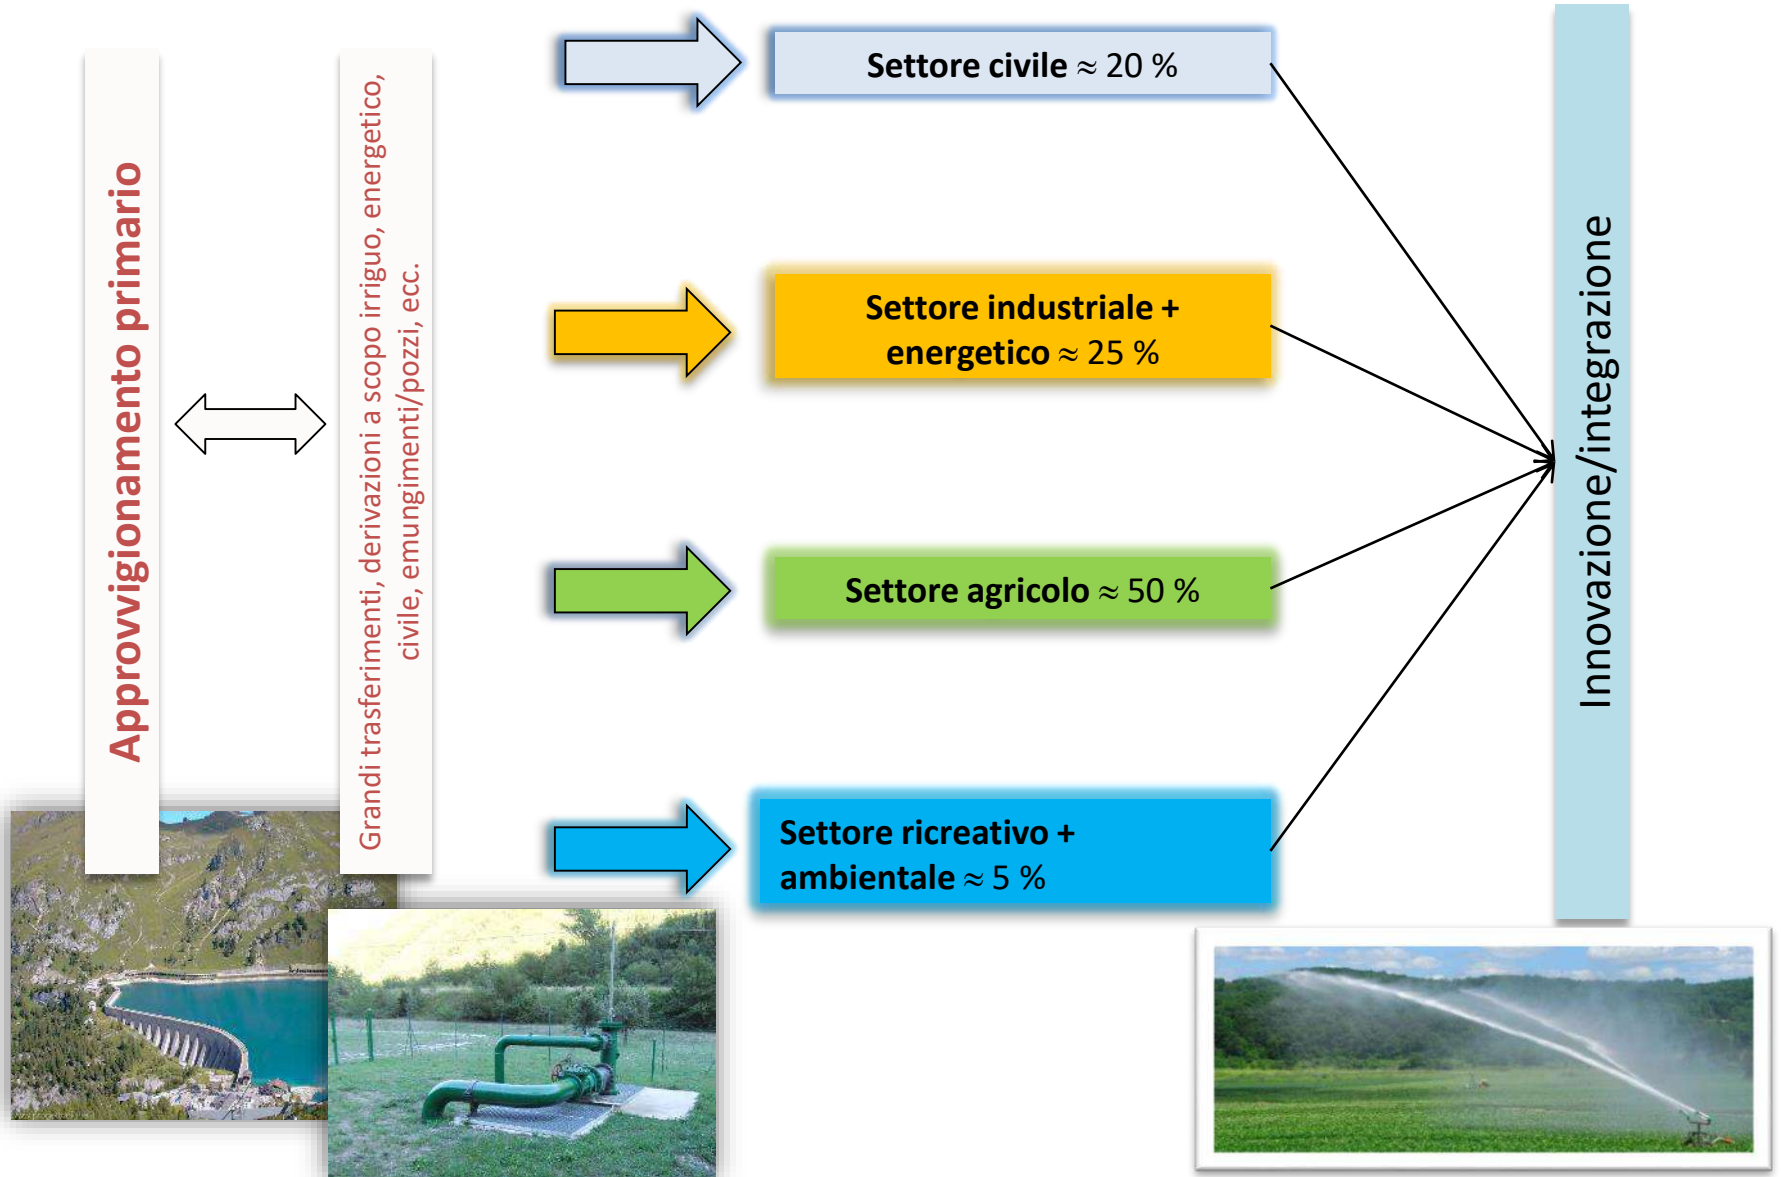 Approvvigionamento primario
Grandi trasferimenti, derivazioni a scopo irriguo, energetico,
civile, emungimenti/pozzi, ecc.
Settore civile ≈ 20 %
Settore industriale +
energetico ≈ 25 %
Settore agricolo ≈ 50 %
Settore ricreativo +
ambientale ≈ 5 %
Innovazione/integrazione